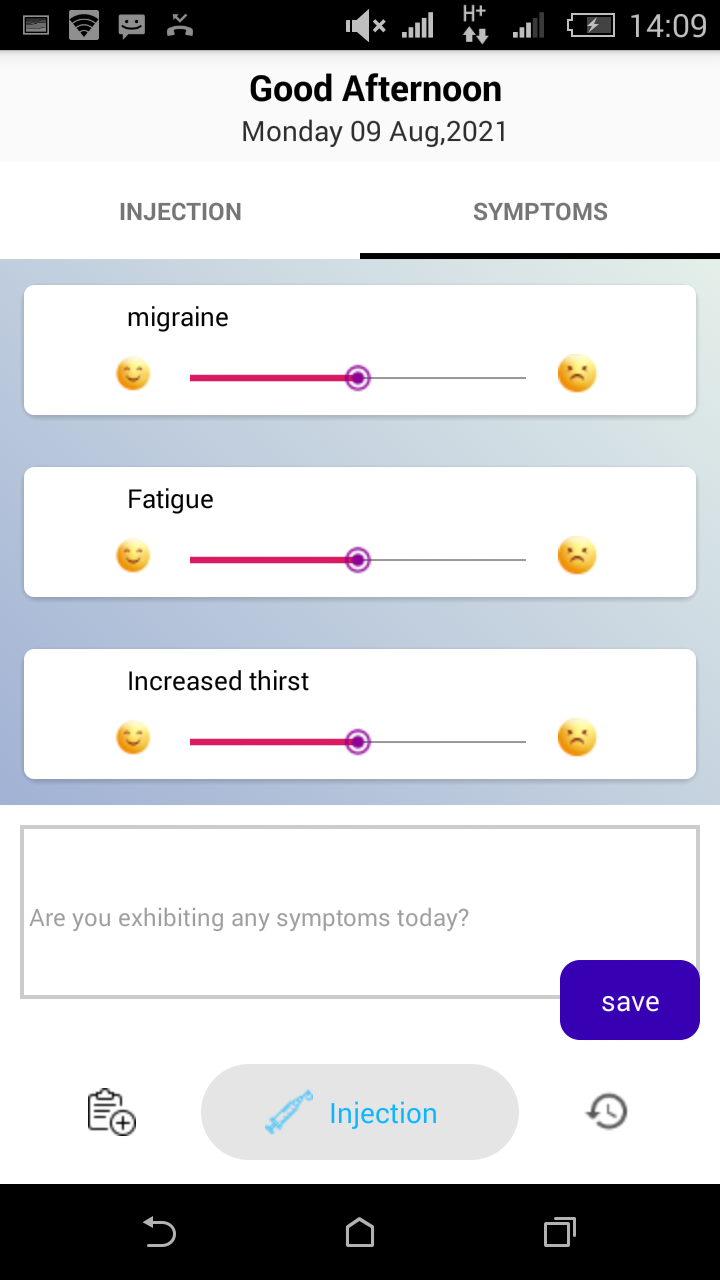 H+
14:09
Good Afternoon
Monday 09 Aug,2021
INJECTION
SYMPTOMS
migraine
Fatigue
Increased thirst
Are you exhibiting any symptoms today?
save
Injection